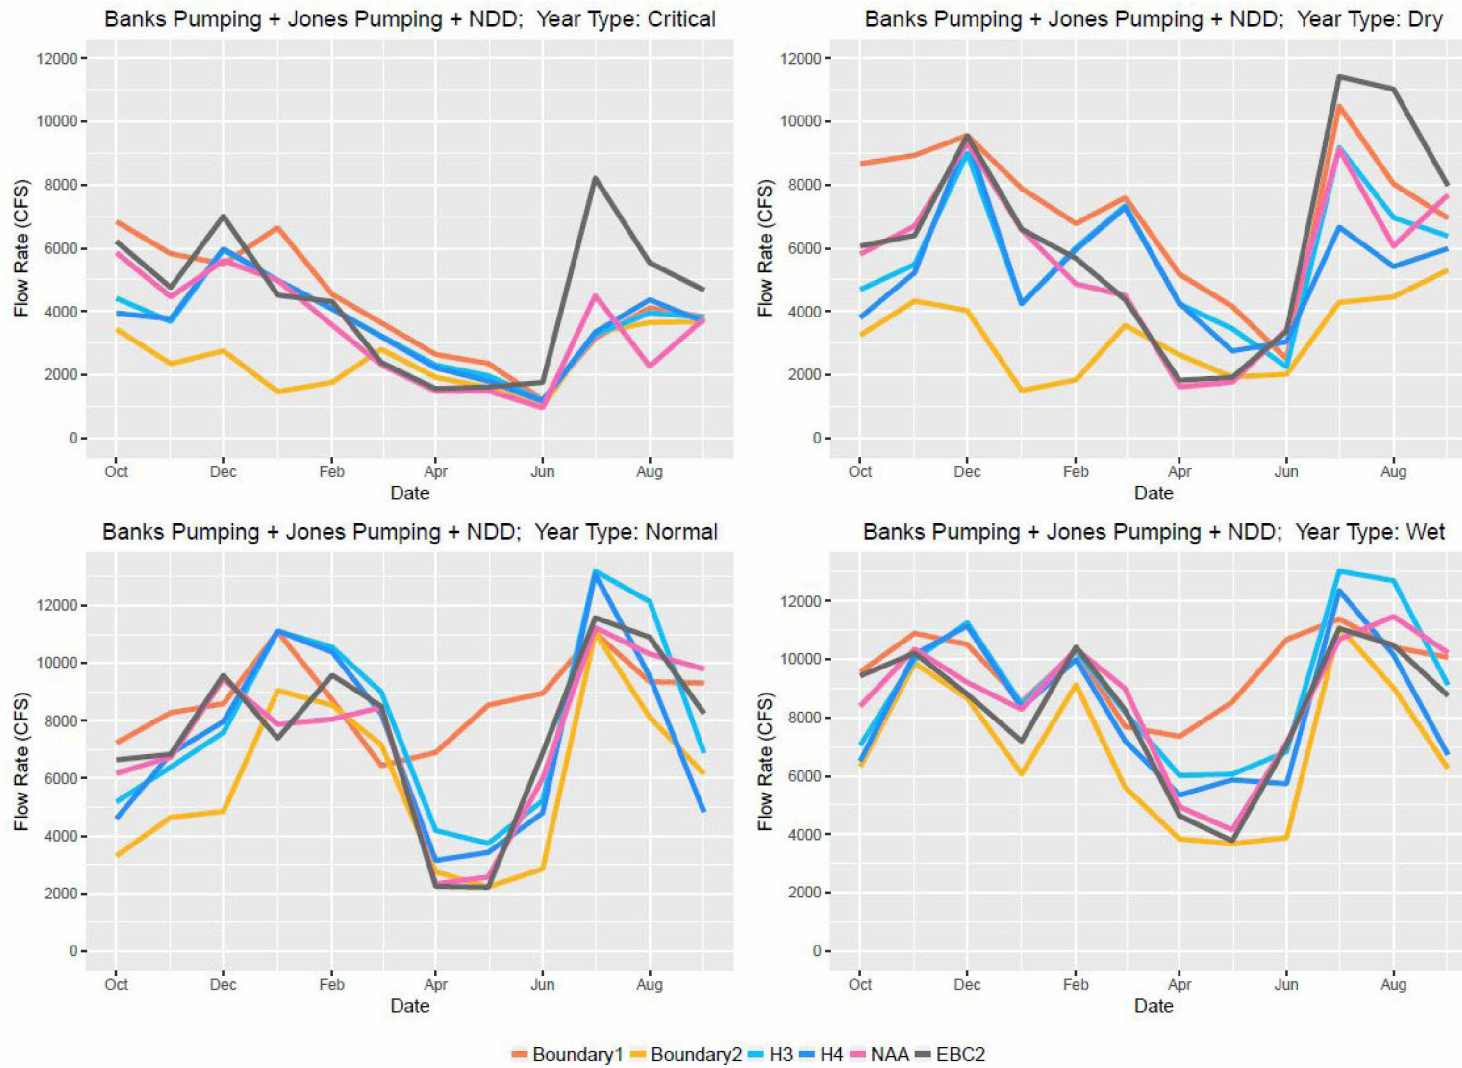 Banks Pumping + Jones Pumping + NDD;  Year Type: Critical
12000
10000
8000
6000
4000
2000
0
Flow Rate (CFS)
Oct Dec Feb Apr Jun Aug
Date
Banks Pumping + Jones Pumping + NDD;  Year Type: Dry
12000
10000
8000
6000
4000
2000
0
Flow Rate (CFS)
Oct Dec Feb Apr Jun Aug
Date
Banks Pumping + Jones Pumping + NDD;  Year Type: Normal
12000
10000
8000
6000
4000
2000
0
Flow Rate (CFS)
Oct Dec Feb Apr Jun Aug
Date
Banks Pumping + Jones Pumping + NDD;  Year Type: Wet
12000
10000
8000
6000
4000
2000
0
Flow Rate (CFS)
Oct Dec Feb Apr Jun Aug
Date
Boundary1 Boundary2 H3 H4 NAA EBC2